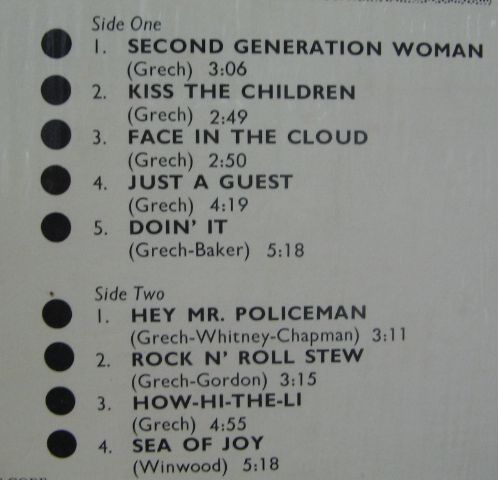 Side One
1. SECOND GENERATION WOMAN
(Grech) 3:06
2. KISS THE CHILDREN
(Grech) 2:49
3. FACE IN THE CLOUD
(Grech) 2:50
4. JUST A GUEST
(Grech) 4:19
5. DOIN' IT
(Grech-Baker) 5:18
Side Two
1. HEY MR. POLICEMAN
(Grech-Whitney-Chapman) 3:11
2. ROCK N' ROLL STEW
(Grech-Gordon) 3:15
3. HOW-HI-THE-LI
(Grech) 4:55
4. SEA OF JOY
(Winwood) 5:18